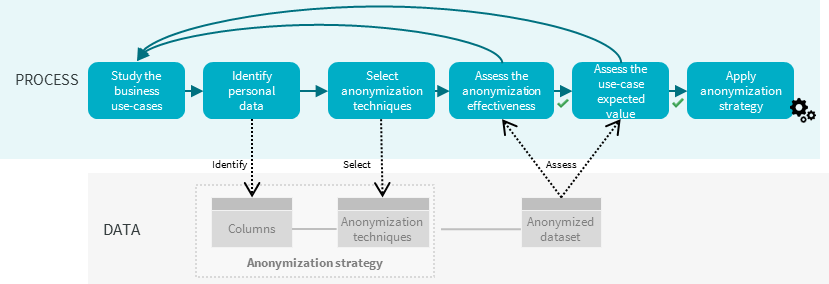 PROCESS
Study the
business
use-cases
Identify
personal
data
Select
anonymization
techniques
Assess the
anonymization
effectiveness
Assess the
use-case
expected
value
Apply
anonymization
strategy
Identify
Select
Assess
DATA
Columns
Anonymization
techniques
Anonymized
dataset
Anonymization strategy